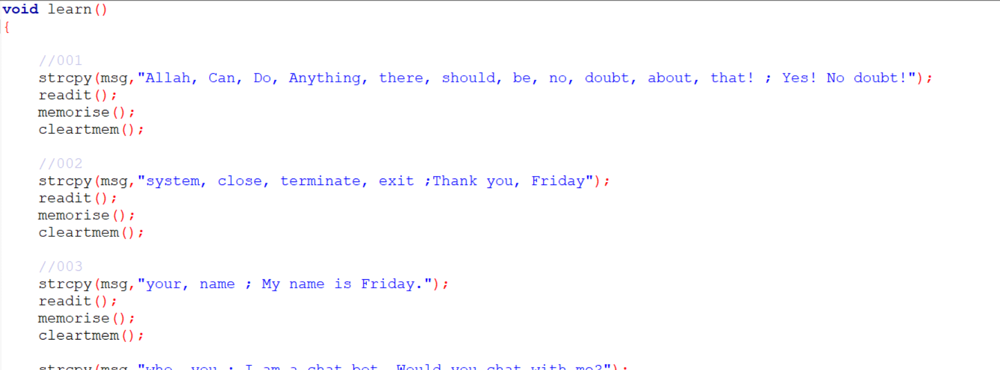 void learn()
{
//001
strcpy(msg,"Allah, Can, Do, Anything, there, should, be, no, doubt, about, that! ; Yes! No doubt!");
readit();
memorise();
cleartmem();
//002
strcpy(msg,"system, close, terminate, exit ;Thank you, Friday");
readit();
memorise();
cleartmem();
//003
strcpy(msg,"your, name ; My name is Friday.");
readit();
memorise();
cleartmem();
strcpy(msg,"who, you ; I am a chat bot. Would you chat with me?");